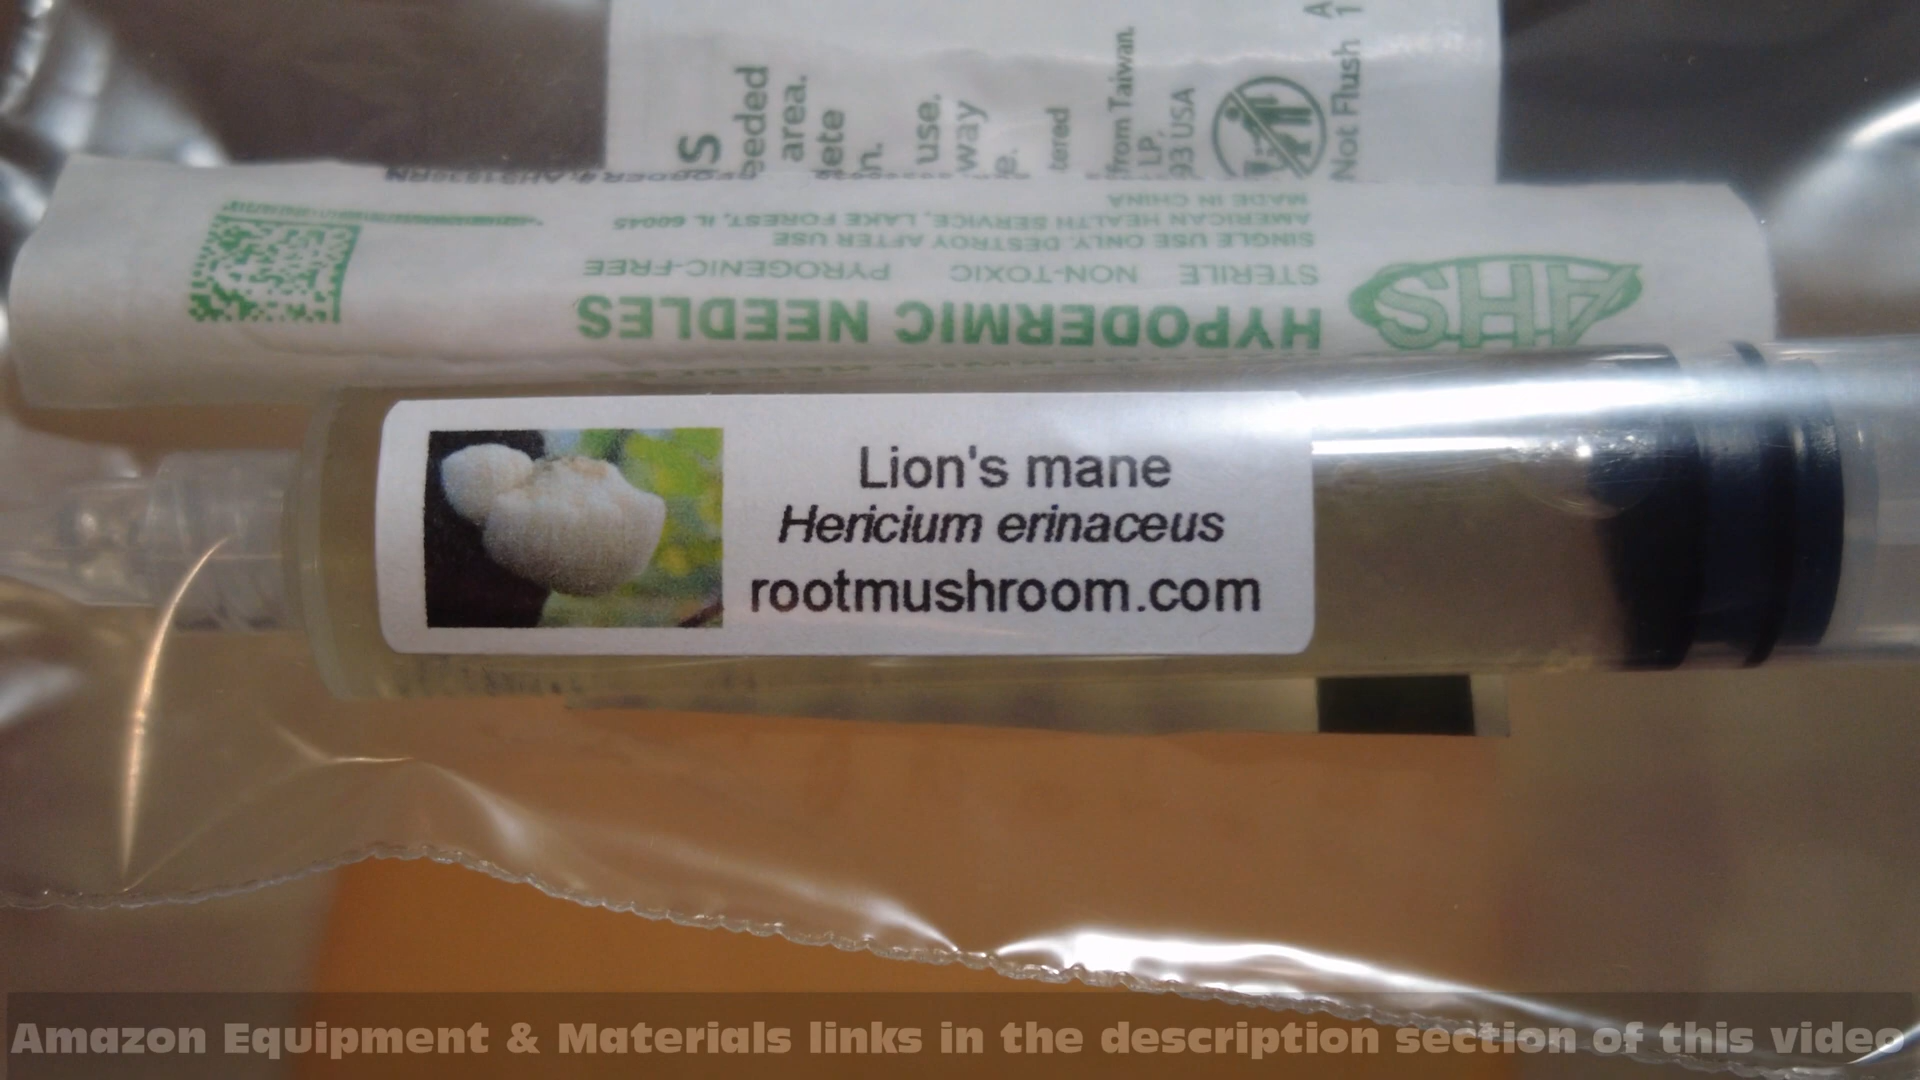 S
eeded
area.
ete
n.
use.
way
e.
tered
from Taiwan.
LP,
93 USA
Not Flush
AHS
HYPODERMIC NEEDLES
STERILE NON-TOXIC PYROGENIC-FREE
SINGLE USE ONLY. DESTROY AFTER USE
AMERICAN HEALTH SERVICE, LAKE FOREST, IL 60045
MADE IN CHINA
Lion's mane
Hericium erinaceus
rootmushroom.com
Amazon Equipment & Materials links in the description section of this video